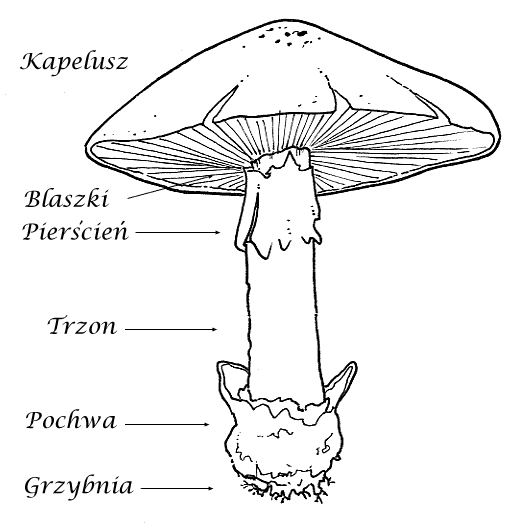 Kapelusz
Blaszki
Pierścień
Trzon
Pochwa
Grzybnia